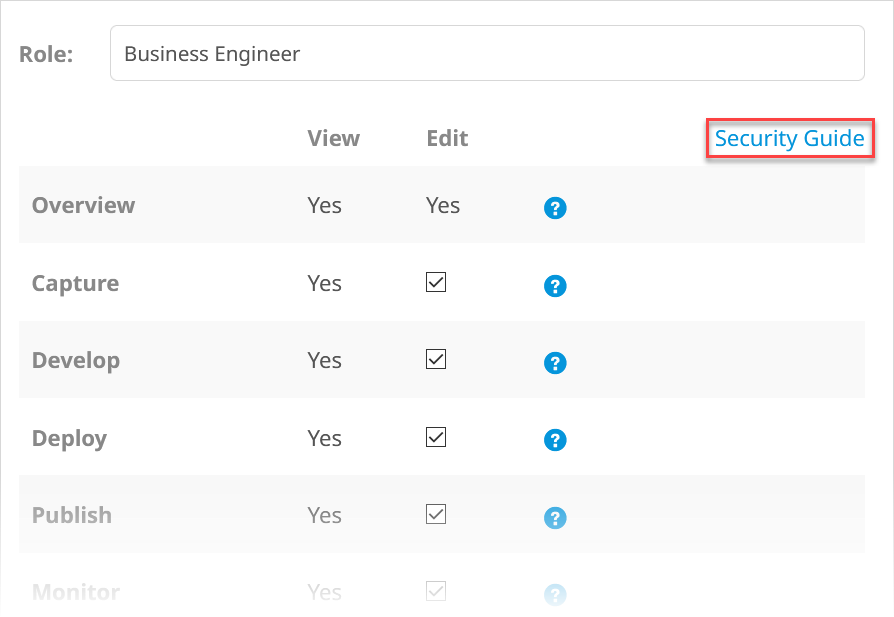 Role: Business Engineer
View Edit Security Guide
Overview Yes Yes ?
Capture Yes ?
Develop Yes ?
Deploy Yes ?
Publish Yes ?
Monitor Yes ?